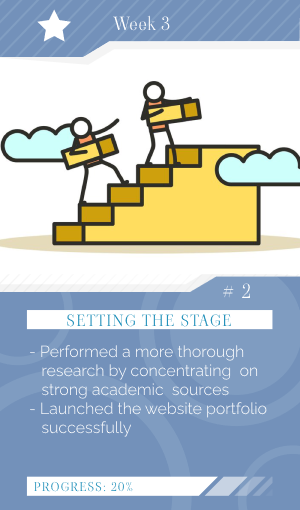 Week 3
# 2
SETTING THE STAGE
- Performed a more thorough
research by concentrating on
strong academic sources
- Launched the website portfolio
successfully
PROGRESS: 20%